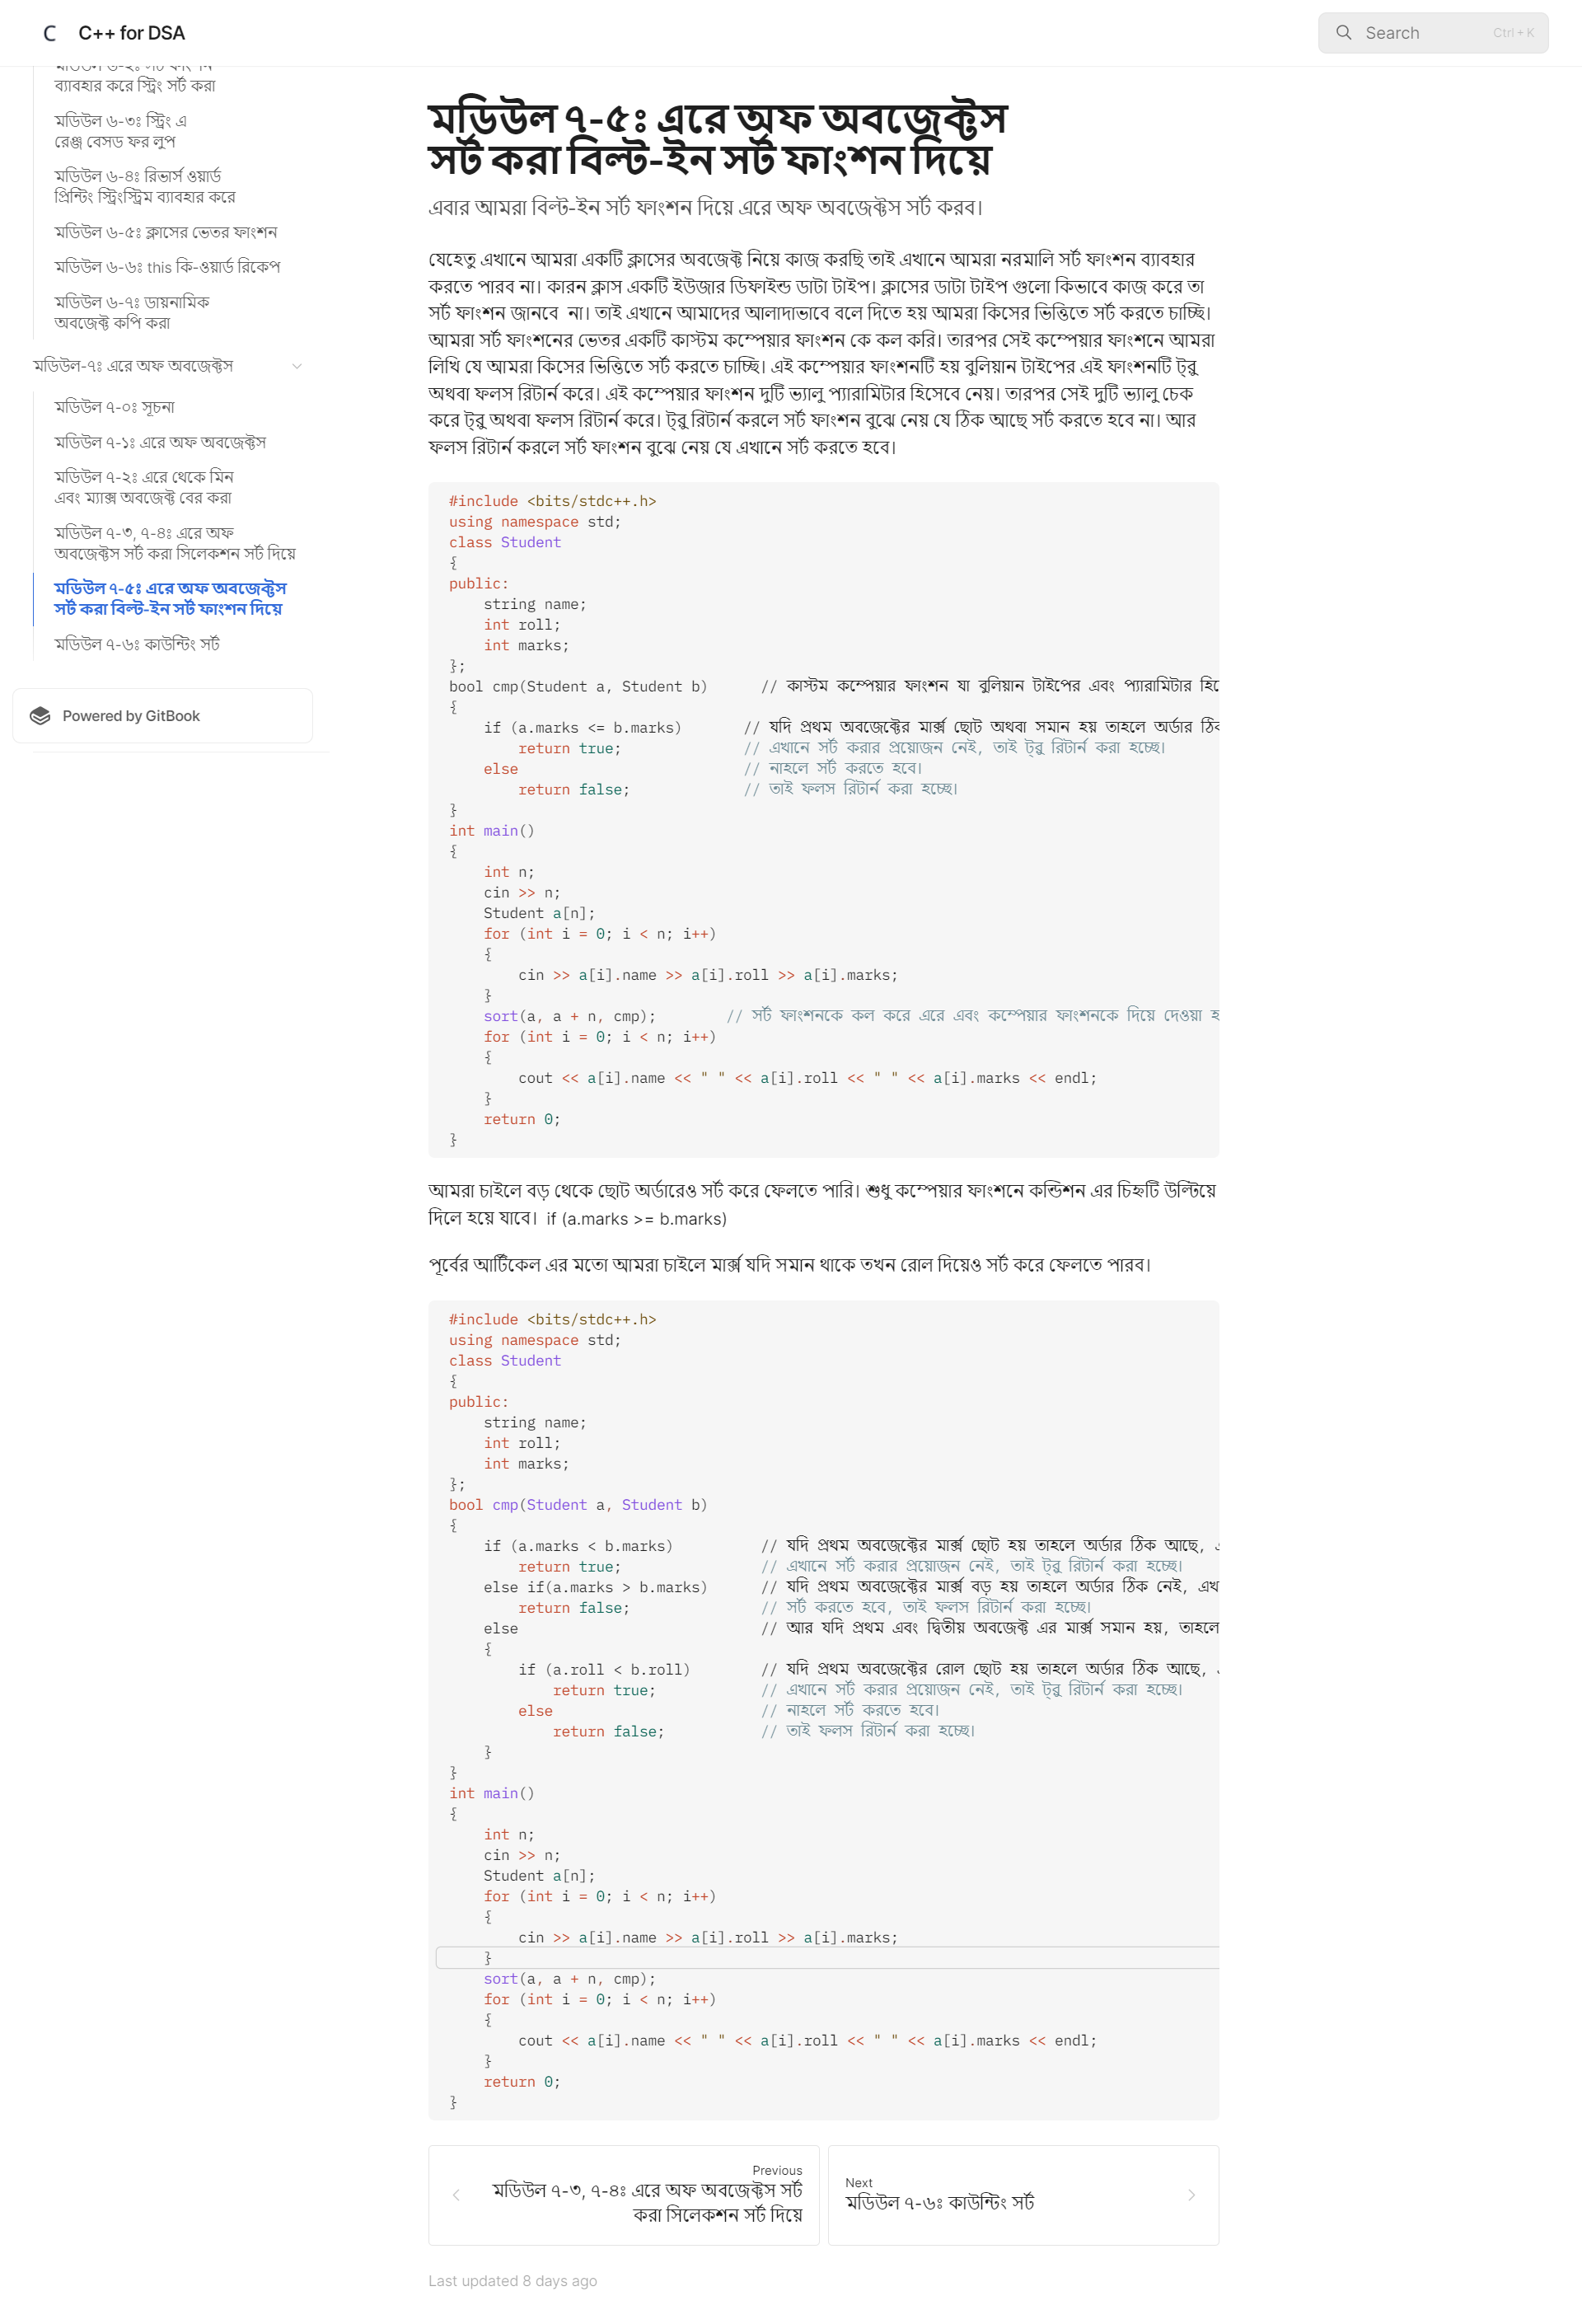 C C++ for DSA
Search Ctrl + K
ব্যাবহার করে স্ট্রিং সর্ট করা
মডিউল ৬-৩ঃ স্ট্রিং এ
রেঞ্জ বেসড ফর লুপ
মডিউল ৬-৪ঃ রিভার্স ওয়ার্ড
প্রিন্টিং স্ট্রিংস্ট্রিম ব্যাবহার করে
মডিউল ৬-৫ঃ ক্লাসের ভেতর ফাংশন
মডিউল ৬-৬ঃ this কি-ওয়ার্ড রিকেপ
মডিউল ৬-৭ঃ ডায়নামিক
অবজেক্ট কপি করা
মডিউল-৭ঃ এরে অফ অবজেক্টস
মডিউল ৭-০ঃ সূচনা
মডিউল ৭-১ঃ এরে অফ অবজেক্টস
মডিউল ৭-২ঃ এরে থেকে মিন
এবং ম্যাক্স অবজেক্ট বের করা
মডিউল ৭-৩, ৭-৪ঃ এরে অফ
অবজেক্টস সর্ট করা সিলেকশন সর্ট দিয়ে
মডিউল ৭-৫ঃ এরে অফ অবজেক্টস
সর্ট করা বিল্ট-ইন সর্ট ফাংশন দিয়ে
মডিউল ৭-৬ঃ কাউন্টিং সর্ট
Powered by GitBook
মডিউল ৭-৫ঃ এরে অফ অবজেক্টস
সর্ট করা বিল্ট-ইন সর্ট ফাংশন দিয়ে
এবার আমরা বিল্ট-ইন সর্ট ফাংশন দিয়ে এরে অফ অবজেক্টস সর্ট করব।
যেহেতু এখানে আমরা একটি ক্লাসের অবজেক্ট নিয়ে কাজ করছি তাই এখানে আমরা নরমালি সর্ট ফাংশন ব্যাবহার
করতে পারব না। কারন ক্লাস একটি ইউজার ডিফাইন্ড ডাটা টাইপ। ক্লাসের ডাটা টাইপ গুলো কিভাবে কাজ করে তা
সর্ট ফাংশন জানবে না। তাই এখানে আমাদের আলাদাভাবে বলে দিতে হয় আমরা কিসের ভিত্তিতে সর্ট করতে চাচ্ছি।
আমরা সর্ট ফাংশনের ভেতর একটি কাস্টম কম্পেয়ার ফাংশন কে কল করি। তারপর সেই কম্পেয়ার ফাংশনে আমরা
লিখি যে আমরা কিসের ভিত্তিতে সর্ট করতে চাচ্ছি। এই কম্পেয়ার ফাংশনটি হয় বুলিয়ান টাইপের এই ফাংশনটি ট্রু
অথবা ফলস রিটার্ন করে। এই কম্পেয়ার ফাংশন দুটি ভ্যালু প্যারামিটার হিসেবে নেয়। তারপর সেই দুটি ভ্যালু চেক
করে ট্রু অথবা ফলস রিটার্ন করে। ট্রু রিটার্ন করলে সর্ট ফাংশন বুঝে নেয় যে ঠিক আছে সর্ট করতে হবে না। আর
ফলস রিটার্ন করলে সর্ট ফাংশন বুঝে নেয় যে এখানে সর্ট করতে হবে।
#include <bits/stdc++.h>
using namespace std;
class Student
{
public:
    string name;
    int roll;
    int marks;
};
bool cmp(Student a, Student b)      // কাস্টম কম্পেয়ার ফাংশন যা বুলিয়ান টাইপের এবং প্যারামিটার
{
    if (a.marks <= b.marks)       // যদি প্রথম অবজেক্টের মার্ক্স ছোট অথবা সমান হয় তাহলে অর্ডার ঠিক
        return true;              // এখানে সর্ট করার প্রয়োজন নেই, তাই ট্রু রিটার্ন করা হচ্ছে।
    else                          // নাহলে সর্ট করতে হবে।
        return false;             // তাই ফলস রিটার্ন করা হচ্ছে।
}
int main()
{
    int n;
    cin >> n;
    Student a[n];
    for (int i = 0; i < n; i++)
    {
        cin >> a[i].name >> a[i].roll >> a[i].marks;
    }
    sort(a, a + n, cmp);        // সর্ট ফাংশনকে কল করে এরে এবং কম্পেয়ার ফাংশনকে দিয়ে দেওয়া
    for (int i = 0; i < n; i++)
    {
        cout << a[i].name << " " << a[i].roll << " " << a[i].marks << endl;
    }
    return 0;
}
আমরা চাইলে বড় থেকে ছোট অর্ডারেও সর্ট করে ফেলতে পারি। শুধু কম্পেয়ার ফাংশনে কন্ডিশন এর চিহ্নটি উল্টিয়ে
দিলে হয়ে যাবে। if (a.marks >= b.marks)
পূর্বের আর্টিকেল এর মতো আমরা চাইলে মার্ক্স যদি সমান থাকে তখন রোল দিয়েও সর্ট করে ফেলতে পারব।
#include <bits/stdc++.h>
using namespace std;
class Student
{
public:
    string name;
    int roll;
    int marks;
};
bool cmp(Student a, Student b)
{
    if (a.marks < b.marks)          // যদি প্রথম অবজেক্টের মার্ক্স ছোট হয় তাহলে অর্ডার ঠিক আছে,
        return true;                // এখানে সর্ট করার প্রয়োজন নেই, তাই ট্রু রিটার্ন করা হচ্ছে।
    else if(a.marks > b.marks)      // যদি প্রথম অবজেক্টের মার্ক্স বড় হয় তাহলে অর্ডার ঠিক নেই,
        return false;               // সর্ট করতে হবে, তাই ফলস রিটার্ন করা হচ্ছে।
    else                            // আর যদি প্রথম এবং দ্বিতীয় অবজেক্ট এর মার্ক্স সমান হয়, তাহলে
    {
        if (a.roll < b.roll)        // যদি প্রথম অবজেক্টের রোল ছোট হয় তাহলে অর্ডার ঠিক আছে,
            return true;            // এখানে সর্ট করার প্রয়োজন নেই, তাই ট্রু রিটার্ন করা হচ্ছে।
        else                        // নাহলে সর্ট করতে হবে।
            return false;           // তাই ফলস রিটার্ন করা হচ্ছে।
    }
}
int main()
{
    int n;
    cin >> n;
    Student a[n];
    for (int i = 0; i < n; i++)
    {
        cin >> a[i].name >> a[i].roll >> a[i].marks;
    }
    sort(a, a + n, cmp);
    for (int i = 0; i < n; i++)
    {
        cout << a[i].name << " " << a[i].roll << " " << a[i].marks << endl;
    }
    return 0;
}
Previous
মডিউল ৭-৩, ৭-৪ঃ এরে অফ অবজেক্টস সর্ট
করা সিলেকশন সর্ট দিয়ে
Next
মডিউল ৭-৬ঃ কাউন্টিং সর্ট
Last updated 8 days ago